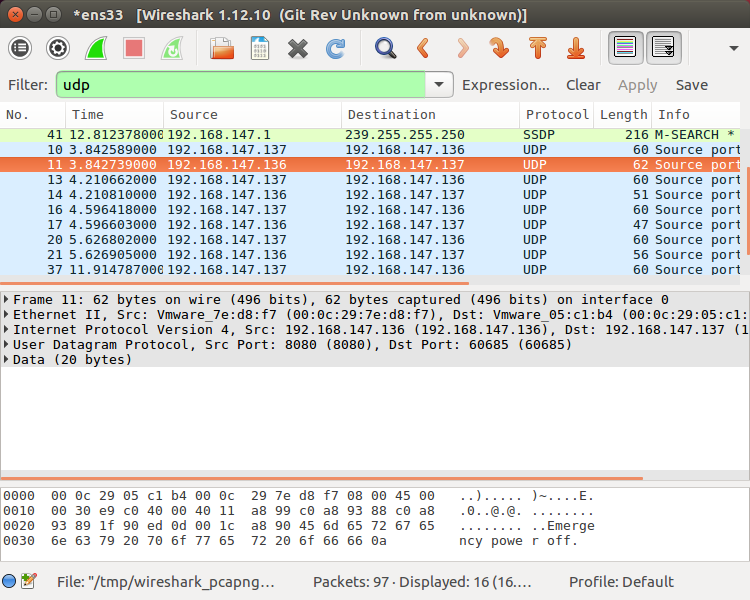 *ens33 [Wireshark 1.12.10 (Git Rev Unknown from unknown)]
Filter: udp Expression... Clear Apply Save
No. Time Source Destination Protocol Length Info
41 12.812378000 192.168.147.1 239.255.255.250 SSDP 216 M-SEARCH *
10 3.842589000 192.168.147.137 192.168.147.136 UDP 60 Source port
11 3.842739000 192.168.147.136 192.168.147.137 UDP 62 Source port
13 4.210662000 192.168.147.137 192.168.147.136 UDP 60 Source port
14 4.210810000 192.168.147.136 192.168.147.137 UDP 51 Source port
16 4.596418000 192.168.147.137 192.168.147.136 UDP 60 Source port
17 4.596603000 192.168.147.136 192.168.147.137 UDP 47 Source port
20 5.626802000 192.168.147.137 192.168.147.136 UDP 60 Source port
21 5.626905000 192.168.147.136 192.168.147.137 UDP 56 Source port
37 11.914787000 192.168.147.137 192.168.147.136 UDP 60 Source port
Frame 11: 62 bytes on wire (496 bits), 62 bytes captured (496 bits) on interface 0
Ethernet II, Src: Vmware_7e:d8:f7 (00:0c:29:7e:d8:f7), Dst: Vmware_05:c1:b4 (00:0c:29:05:c1:
Internet Protocol Version 4, Src: 192.168.147.136 (192.168.147.136), Dst: 192.168.147.137 (1
User Datagram Protocol, Src Port: 8080 (8080), Dst Port: 60685 (60685)
Data (20 bytes)
0000 00 0c 29 05 c1 b4 00 0c 29 7e d8 f7 08 00 45 00 ..)..... )~....E.
0010 00 30 e9 c0 40 00 40 11 a8 99 c0 a8 93 88 c0 a8 .0..@.@. ........
0020 93 89 1f 90 ed 0d 00 1c a8 90 45 6d 65 72 67 65 ........ ..Emerge
0030 6e 63 79 20 70 6f 77 65 72 20 6f 66 66 0a ncy powe r off.
File: "/tmp/wireshark_pcapng... Packets: 97 · Displayed: 16 (16.... Profile: Default